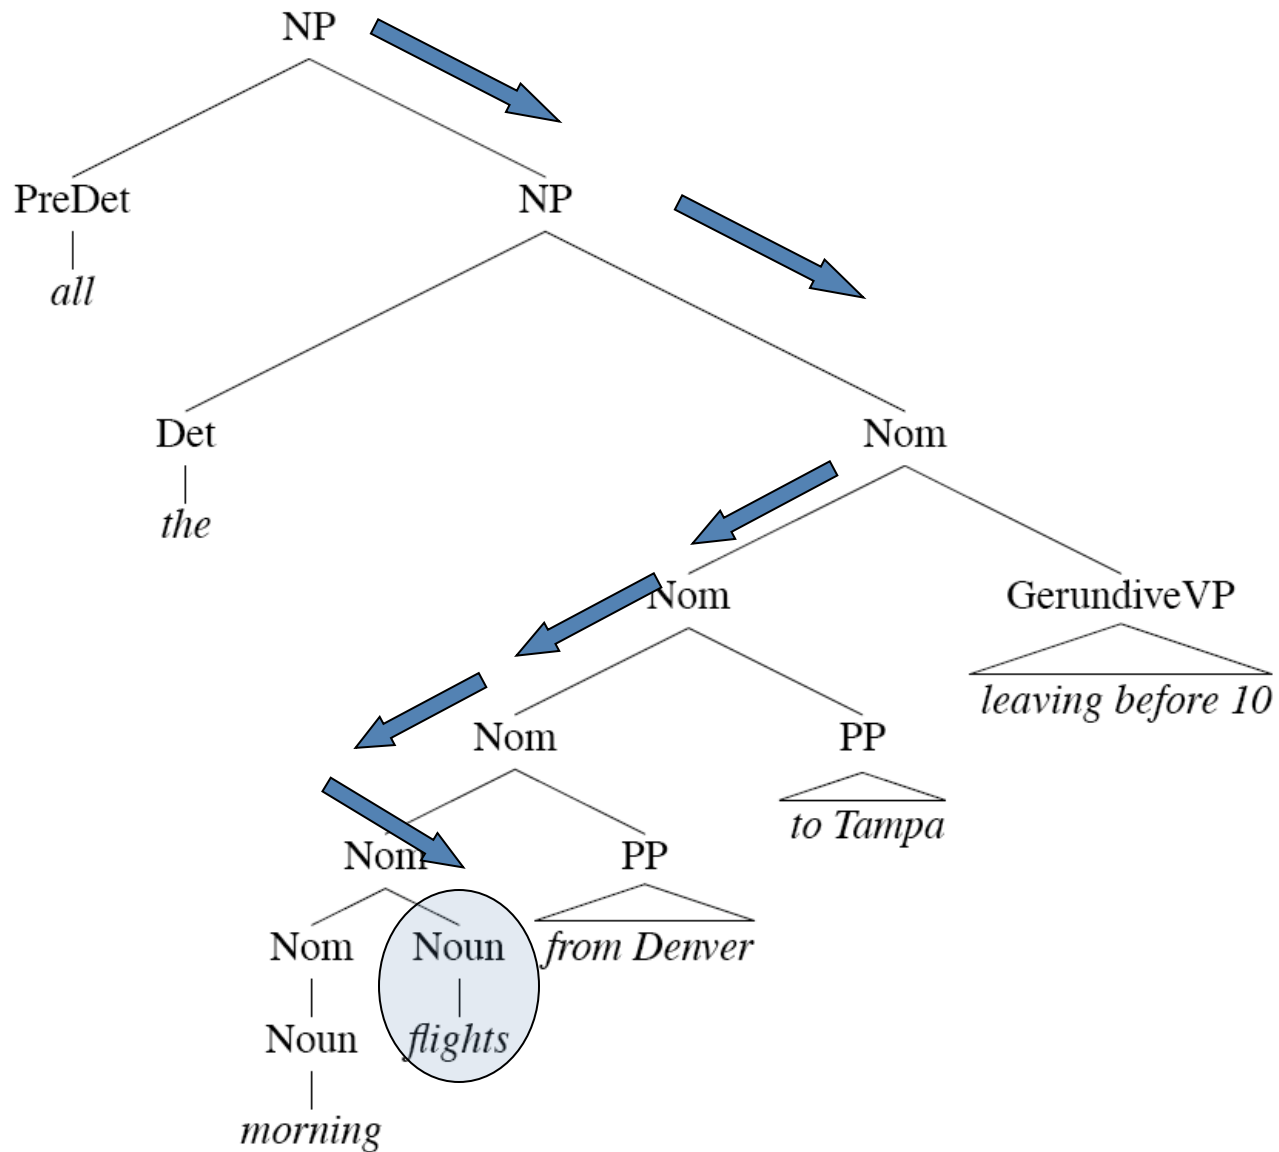 NP
PreDet NP
all
Det Nom
the
Nom GerundiveVP
leaving before 10
Nom PP
to Tampa
Nom PP
Nom Noun from Denver
Noun flights
morning